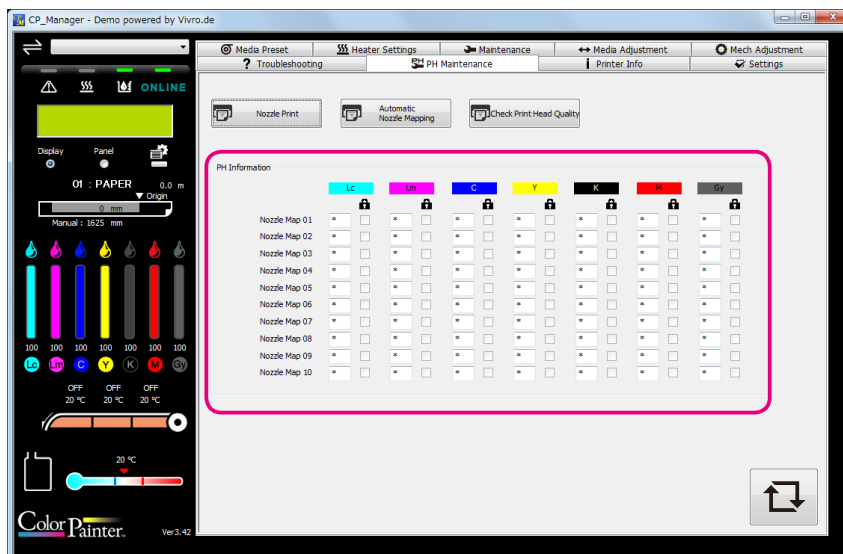 CP_Manager - Demo powered by Vivro.de
Media Preset Heater Settings Maintenance Media Adjustment Mech Adjustment
? Troubleshooting PH PH Maintenance i Printer Info Settings
ONLINE
Display Panel
01 : PAPER 0.0 m
Origin
0 mm
Manual : 1625 mm
100 100 100 100 100 100 100
Lc Lm C Y K M Gy
OFF OFF OFF
20 ℃ 20 ℃ 20 ℃
20 ℃
Color Painter. Ver3.42
Nozzle Print Automatic Nozzle Mapping Check Print Head Quality
PH Information
Lc Lm C Y K M Gy
Nozzle Map 01 * * * * * * *
Nozzle Map 02 * * * * * * *
Nozzle Map 03 * * * * * * *
Nozzle Map 04 * * * * * * *
Nozzle Map 05 * * * * * * *
Nozzle Map 06 * * * * * * *
Nozzle Map 07 * * * * * * *
Nozzle Map 08 * * * * * * *
Nozzle Map 09 * * * * * * *
Nozzle Map 10 * * * * * * *